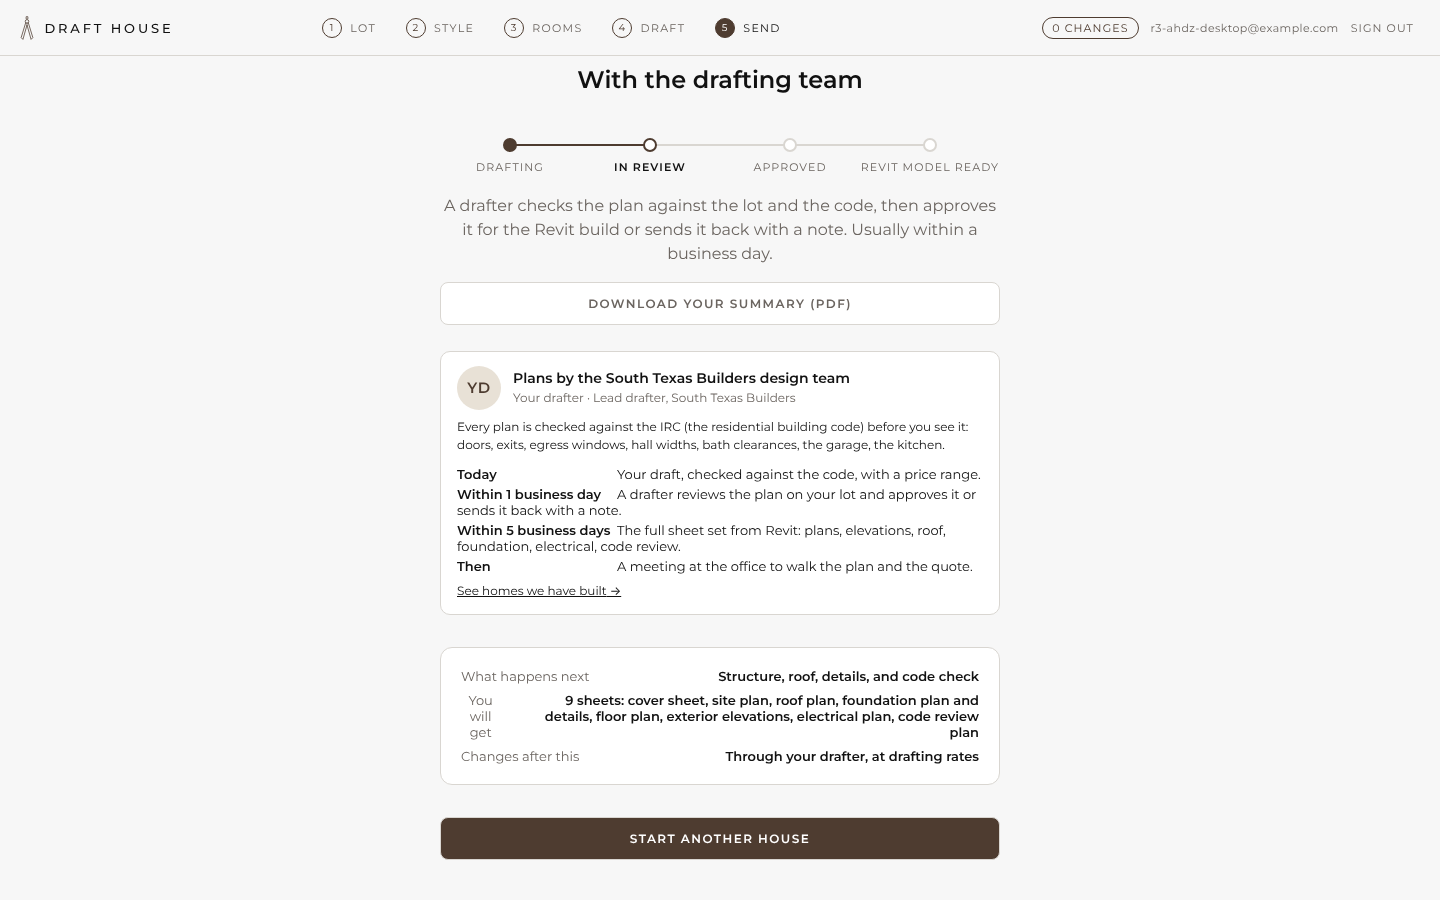 DRAFT HOUSE
1 LOT
2 STYLE
3 ROOMS
4 DRAFT
5 SEND
0 CHANGES
r3-ahdz-desktop@example.com
SIGN OUT
With the drafting team
DRAFTING
IN REVIEW
APPROVED
REVIT MODEL READY
A drafter checks the plan against the lot and the code, then approves
it for the Revit build or sends it back with a note. Usually within a
business day.
DOWNLOAD YOUR SUMMARY (PDF)
YD
Plans by the South Texas Builders design team
Your drafter · Lead drafter, South Texas Builders
Every plan is checked against the IRC (the residential building code) before you see it:
doors, exits, egress windows, hall widths, bath clearances, the garage, the kitchen.
Today Your draft, checked against the code, with a price range.
Within 1 business day A drafter reviews the plan on your lot and approves it or
sends it back with a note.
Within 5 business days The full sheet set from Revit: plans, elevations, roof,
foundation, electrical, code review.
Then A meeting at the office to walk the plan and the quote.
See homes we have built →
What happens next Structure, roof, details, and code check
You 9 sheets: cover sheet, site plan, roof plan, foundation plan and
will details, floor plan, exterior elevations, electrical plan, code review
get plan
Changes after this Through your drafter, at drafting rates
START ANOTHER HOUSE